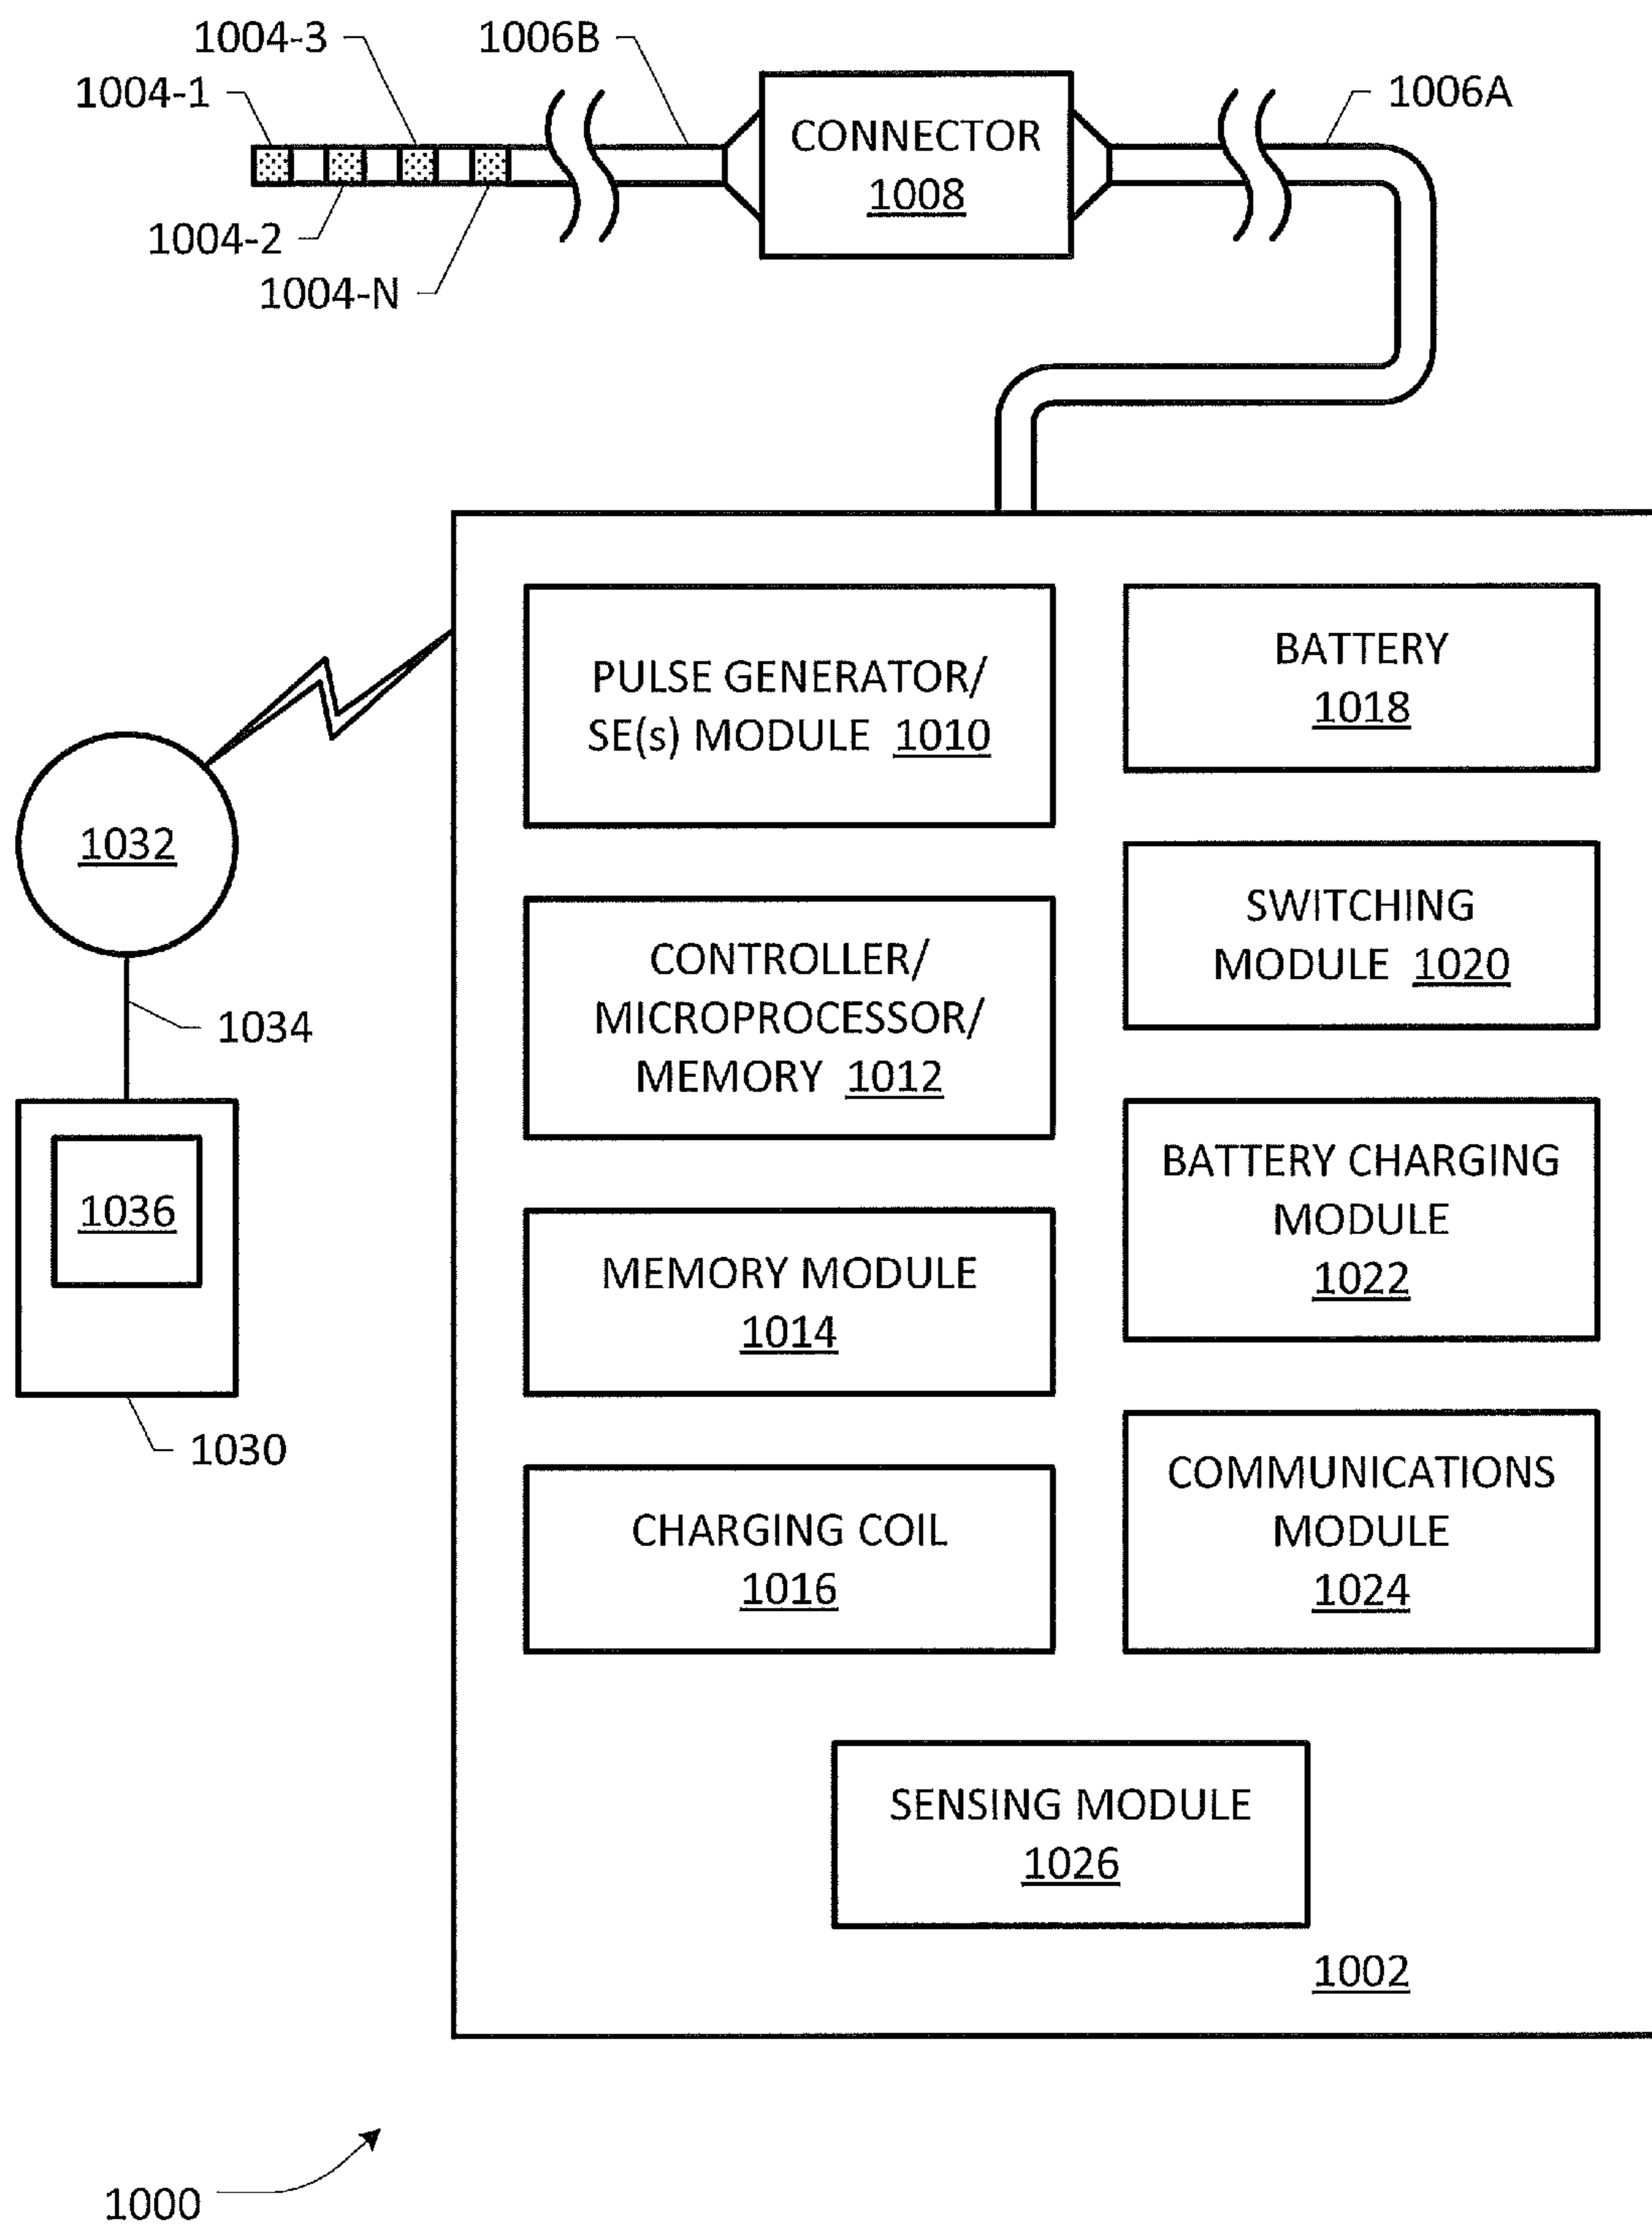 1004-3
1006B
1004-1
1006A
CONNECTOR
1008
1004-2
1004-N
PULSE GENERATOR/
SE(s) MODULE 1010
BATTERY
1018
1032
SWITCHING
MODULE 1020
CONTROLLER/
MICROPROCESSOR/
MEMORY 1012
1034
BATTERY CHARGING
MODULE
1022
1036
MEMORY MODULE
1014
1030
COMMUNICATIONS
MODULE
1024
CHARGING COIL
1016
SENSING MODULE
1026
1002
1000